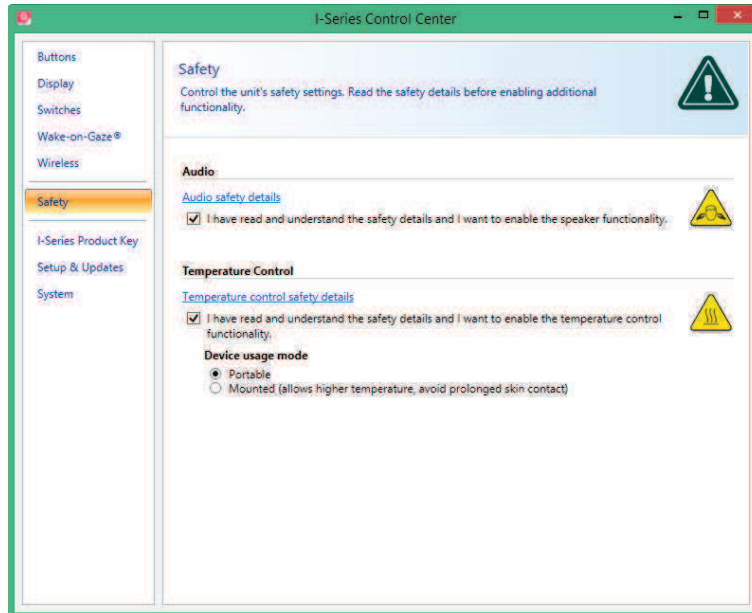 I-Series Control Center
Buttons
Display
Switches
Wake-on-Gaze®
Wireless
Safety
I-Series Product Key
Setup & Updates
System
Safety
Control the unit's safety settings. Read the safety details before enabling additional
functionality.
Audio
Audio safety details
I have read and understand the safety details and I want to enable the speaker functionality.
Temperature Control
Temperature control safety details
I have read and understand the safety details and I want to enable the temperature control
functionality.
Device usage mode
Portable
Mounted (allows higher temperature, avoid prolonged skin contact)